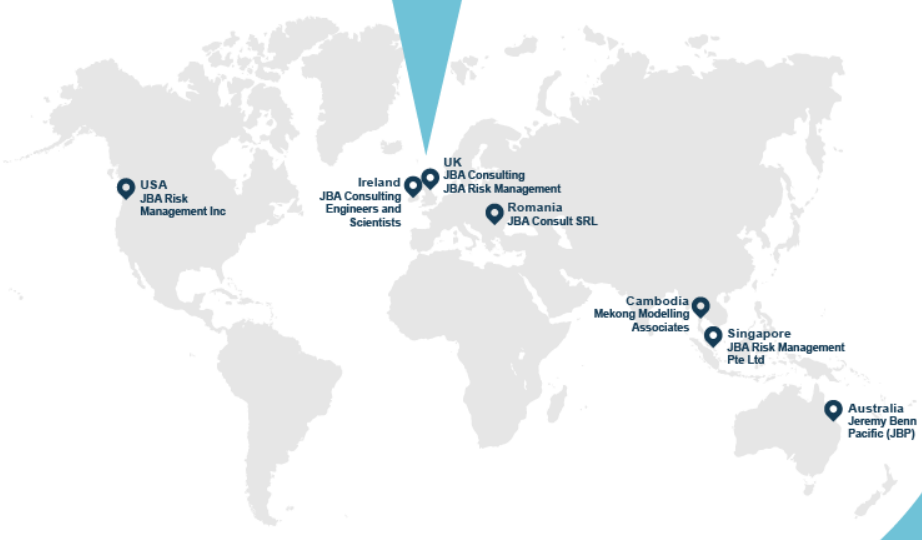 UK
JBA Consulting
JBA Risk Management
USA
JBA Risk
Management Inc
Ireland
JBA Consulting
Engineers and
Scientists
Romania
JBA Consult SRL
Cambodia
Mekong Modelling
Associates
Singapore
JBA Risk Management
Pte Ltd
Australia
Jeremy Benn
Pacific (JBP)